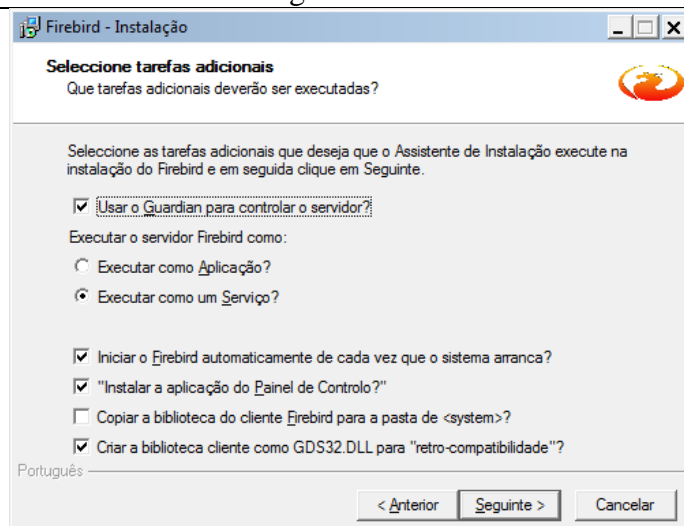 Firebird - Instalação
Seleccione tarefas adicionais
Que tarefas adicionais deverão ser executadas?
Seleccione as tarefas adicionais que deseja que o Assistente de Instalação execute na
instalação do Firebird e em seguida clique em Seguinte.
Usar o Guardian para controlar o servidor?
Executar o servidor Firebird como:
Executar como Aplicação?
Executar como um Serviço?
Iniciar o Firebird automaticamente de cada vez que o sistema arranca?
"Instalar a aplicação do Painel de Controlo?"
Copiar a biblioteca do cliente Firebird para a pasta de <system>?
Criar a biblioteca cliente como GDS32.DLL para "retro-compatibilidade"?
Português
< Anterior
Seguinte >
Cancelar